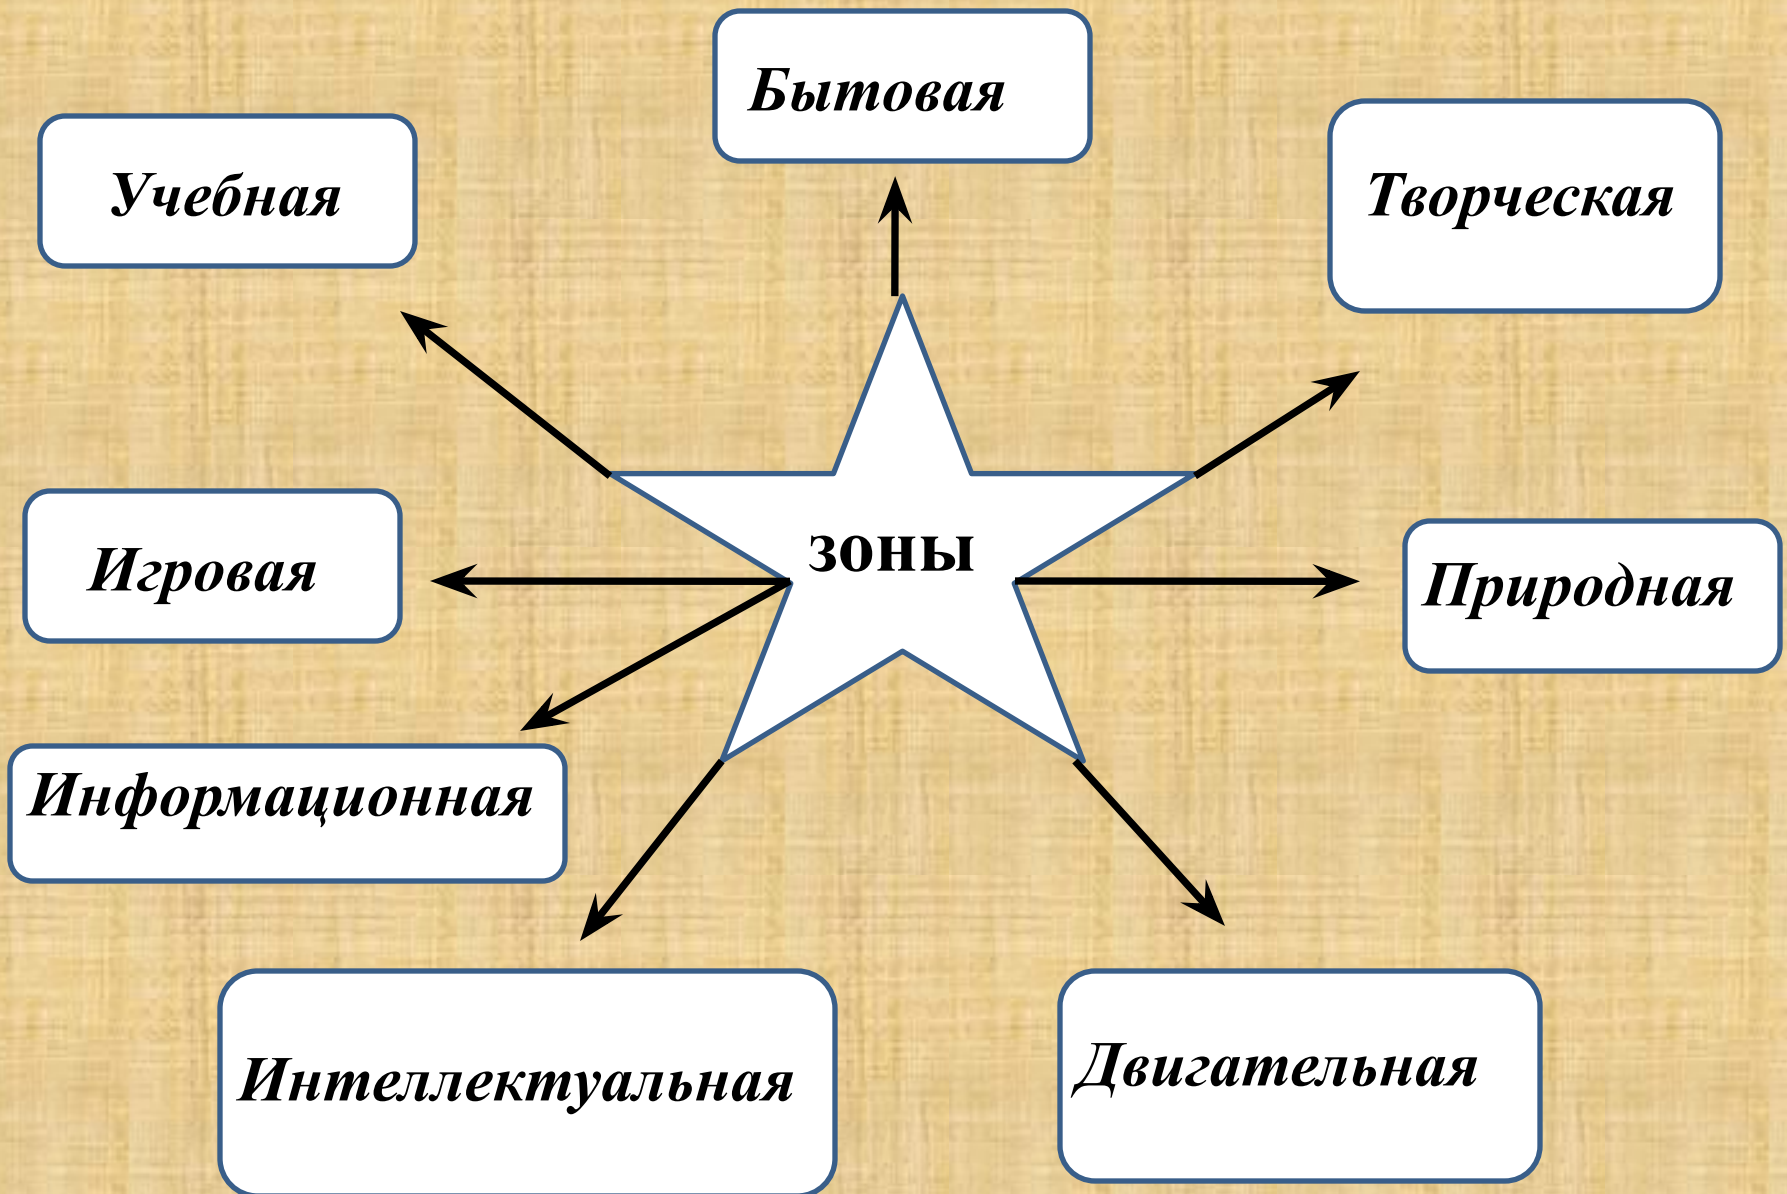 Бытовая
Учебная
Творческая
зоны
Игровая
Природная
Информационная
Интеллектуальная
Двигательная